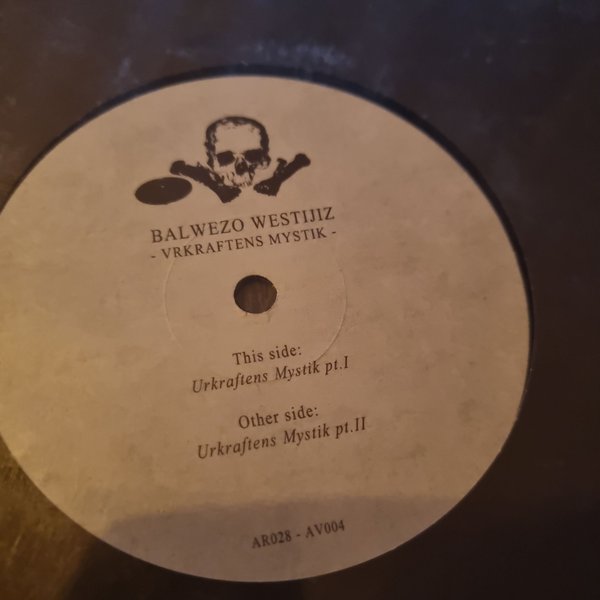 BALWEZO WESTIJIZ
- VRKRAFTENS MYSTIK -
This side:
Urkraftens Mystik pt.I
Other side:
Urkraftens Mystik pt.II
AR028 - AV004